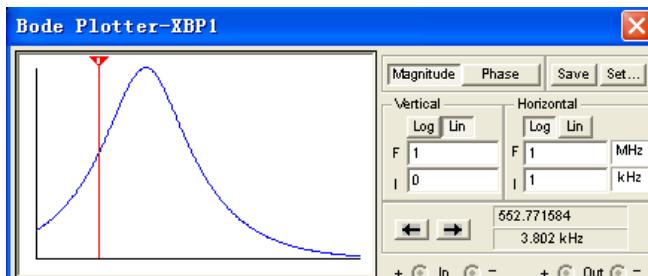 Bode Plotter-XBP1
Magnitude Phase Save Set...
Vertical Horizontal
Log Lin Log Lin
F 1 F 1 MHz
I 0 I 1 kHz
552.771584
3.802 kHz
+ In - + Out -